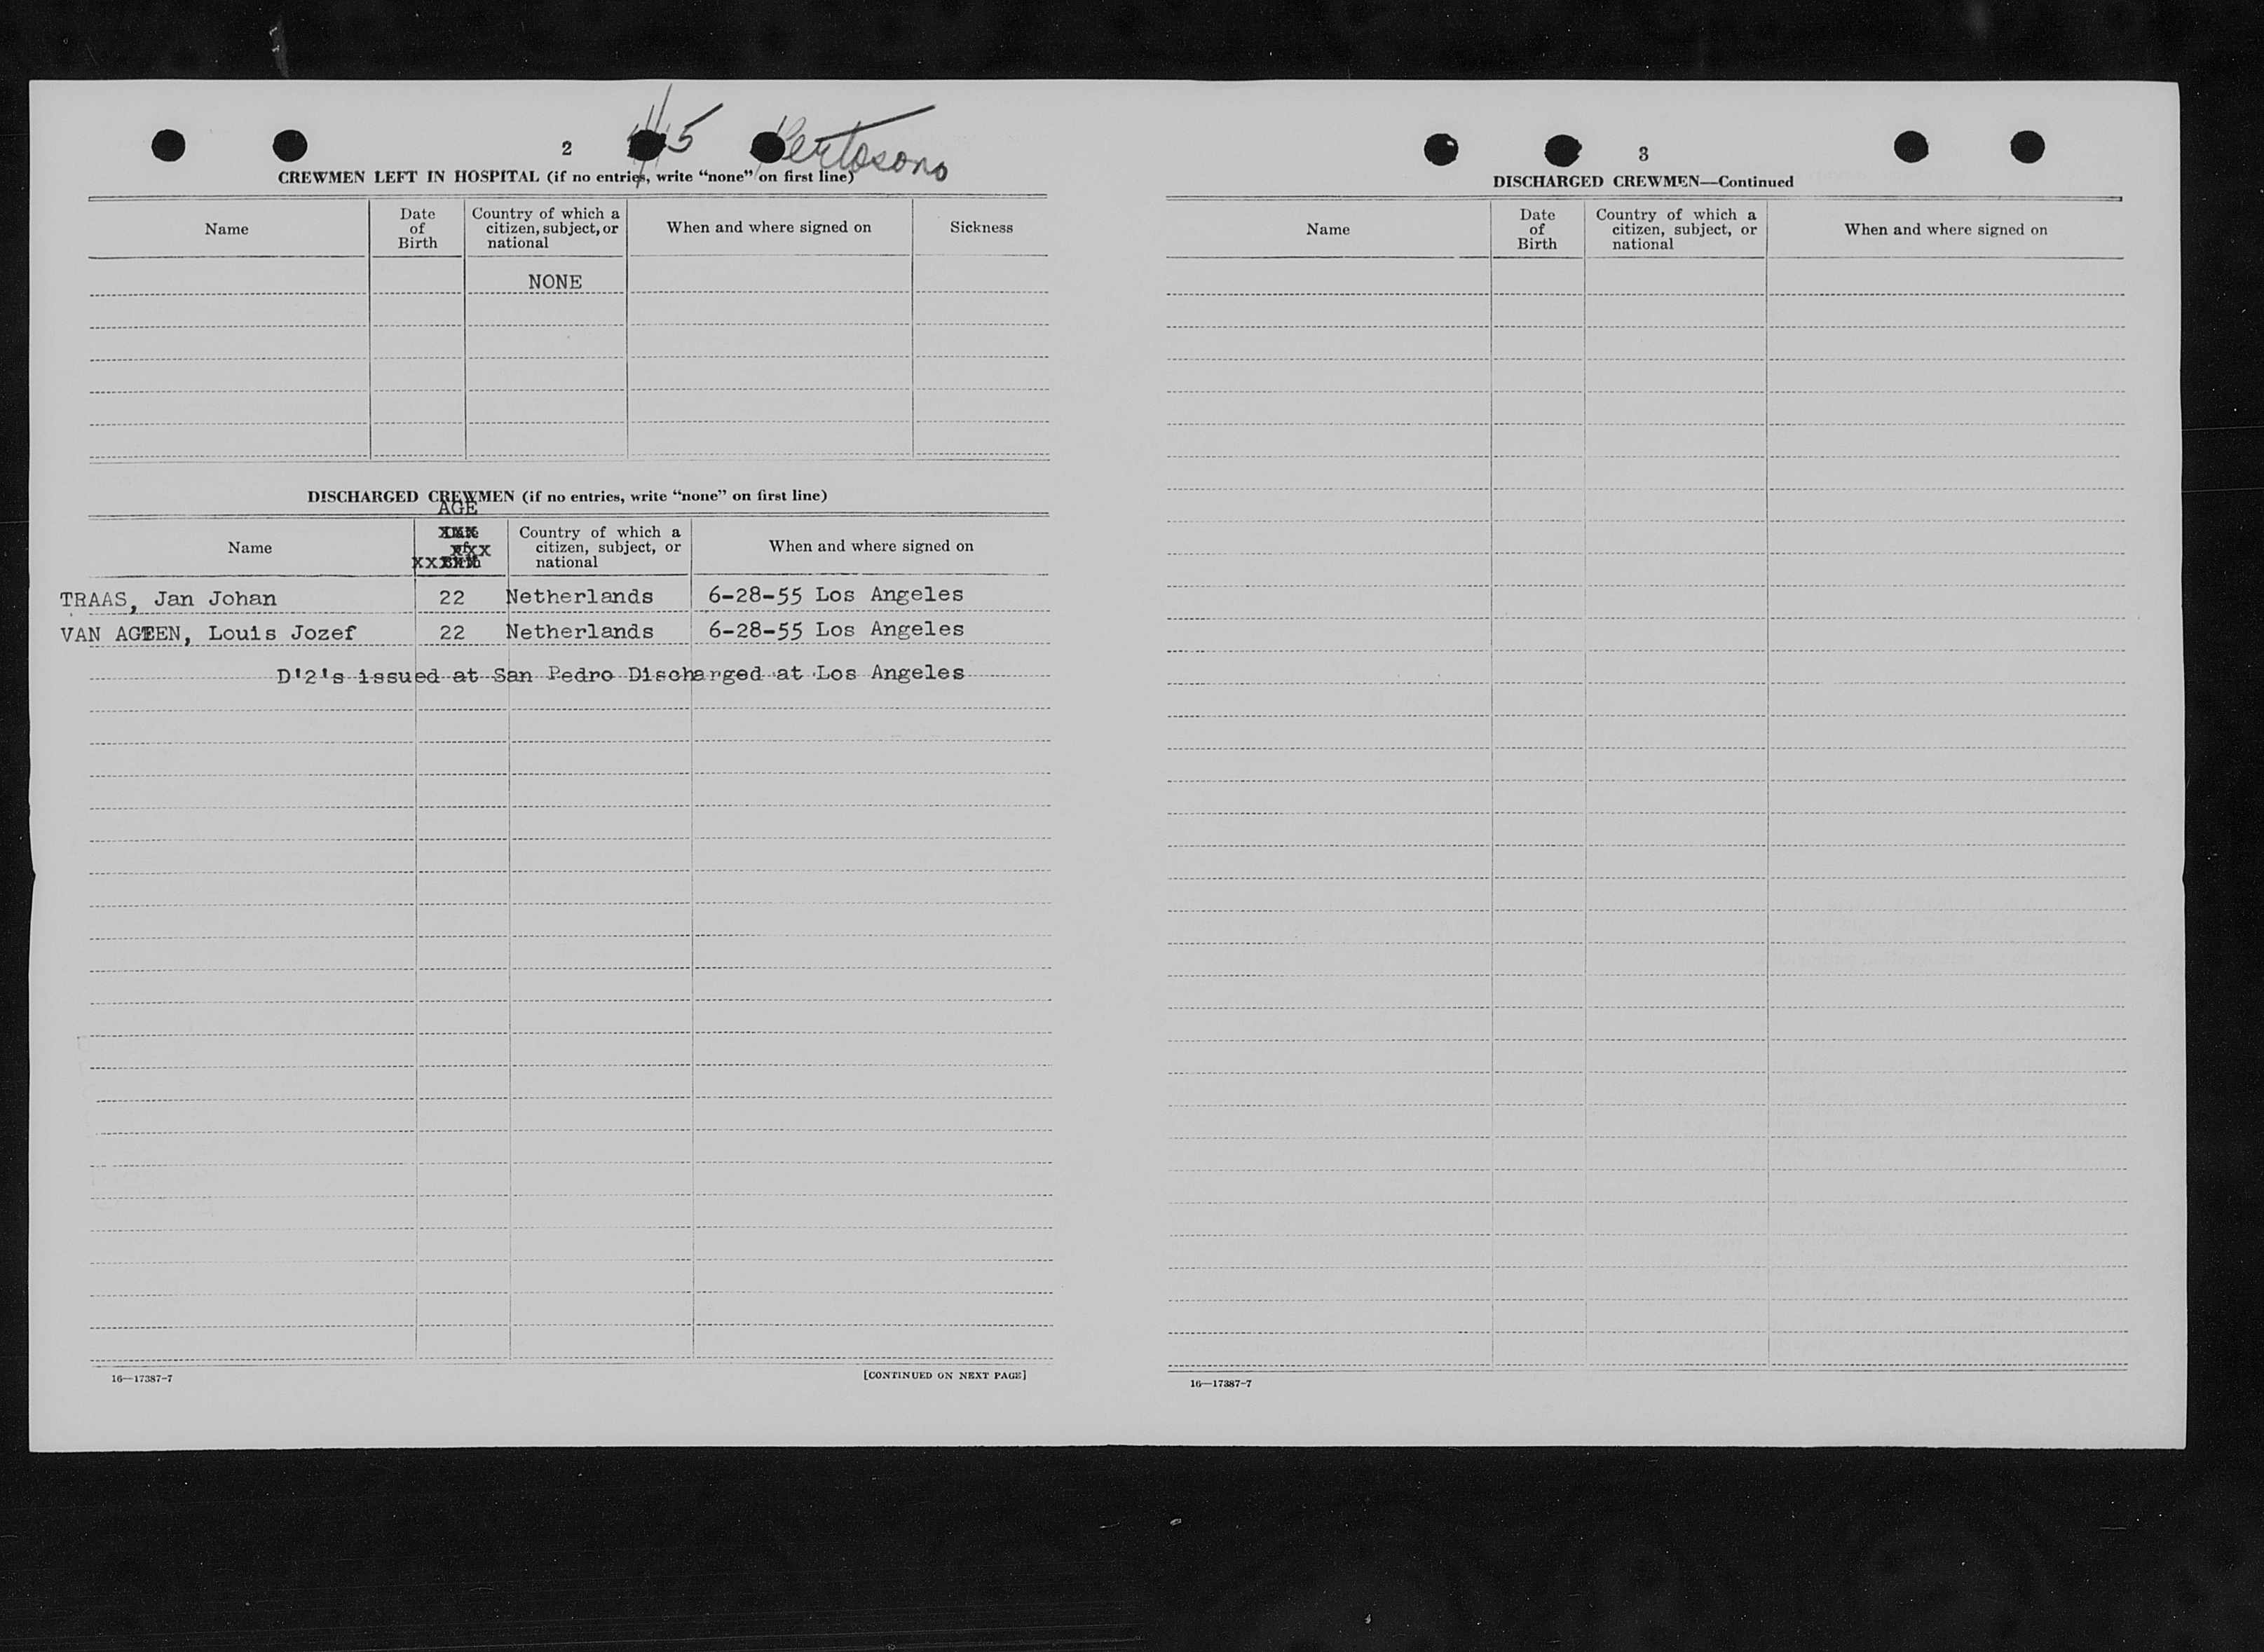 2
Kertosono
CREWMEN LEFT IN HOSPITAL (if no entries, write “none” on first line)
Name Date of Birth Country of which a citizen, subject, or national When and where signed on Sickness
NONE
DISCHARGED CREWMEN (if no entries, write “none” on first line)
AGE
Name Country of which a citizen, subject, or national When and where signed on
TRAAS, Jan Johan 22 Netherlands 6-28-55 Los Angeles
VAN AGTEEN, Louis Jozef 22 Netherlands 6-28-55 Los Angeles
D'2's issued at San Pedro Discharged at Los Angeles
16—17387-7 [CONTINUED ON NEXT PAGE]
3
DISCHARGED CREWMEN—Continued
Name Date of Birth Country of which a citizen, subject, or national When and where signed on
16—17387-7